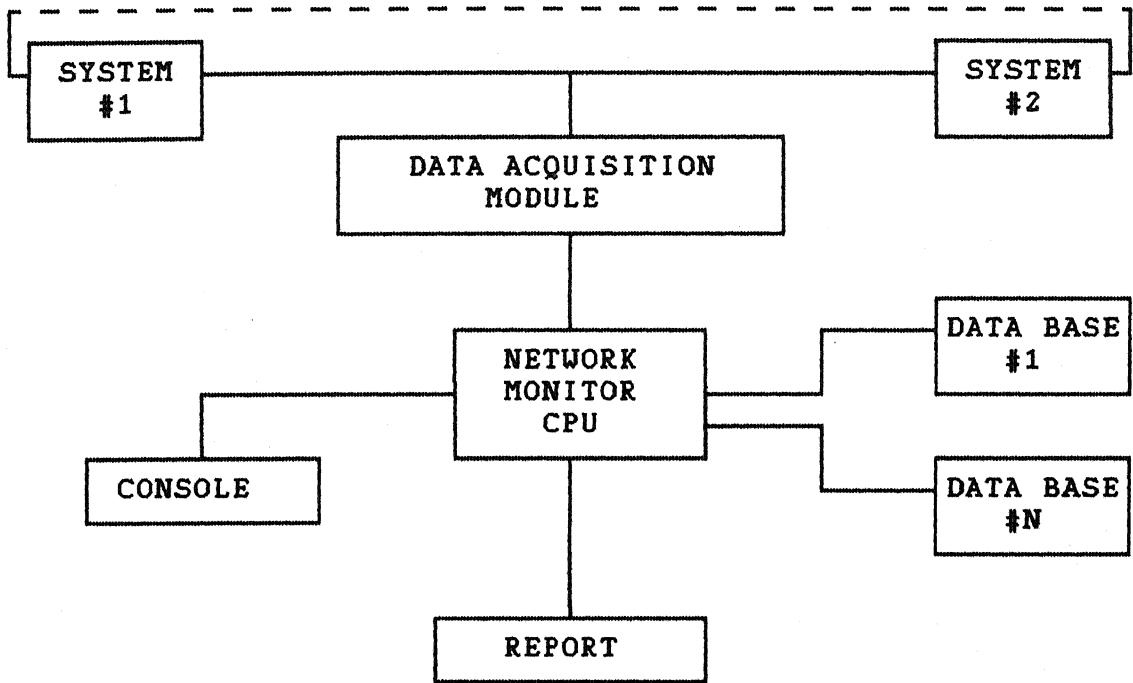 SYSTEM
#1
SYSTEM
#2
DATA ACQUISITION
MODULE
NETWORK
MONITOR
CPU
DATA BASE
#1
CONSOLE
DATA BASE
#N
REPORT